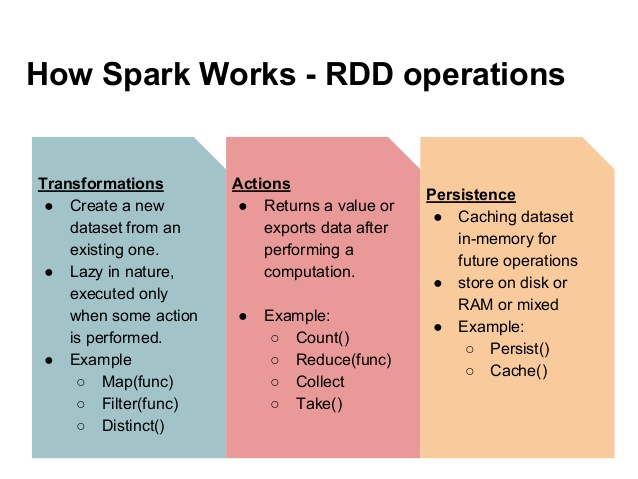 How Spark Works - RDD operations
Transformations
● Create a new
dataset from an
existing one.
● Lazy in nature,
executed only
when some action
is performed.
● Example
○ Map(func)
○ Filter(func)
○ Distinct()
Actions
● Returns a value or
exports data after
performing a
computation.
● Example:
○ Count()
○ Reduce(func)
○ Collect
○ Take()
Persistence
● Caching dataset
in-memory for
future operations
● store on disk or
RAM or mixed
● Example:
○ Persist()
○ Cache()